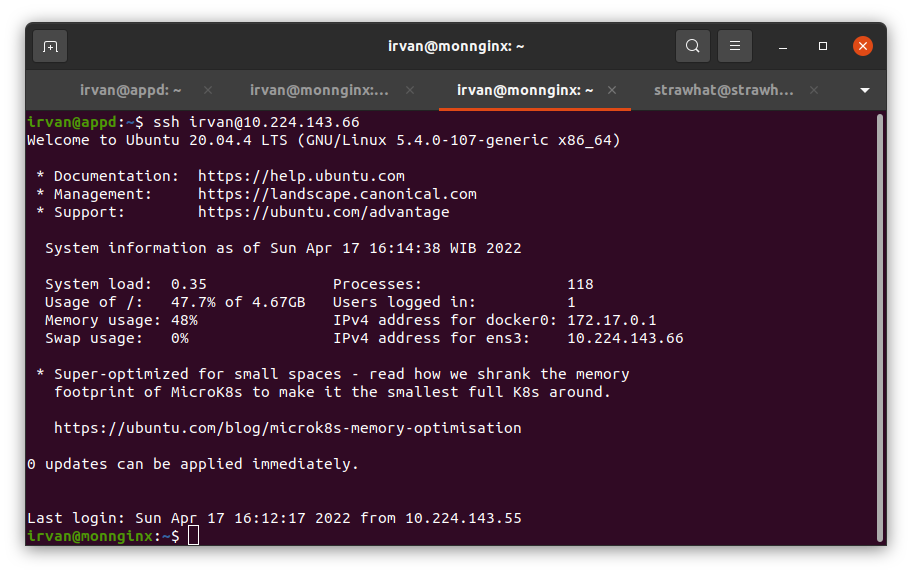 irvan@monnginx: ~
irvan@appd: ~ × irvan@monnginx:... × irvan@monnginx: ~ × strawhat@strawh... ×
irvan@appd:~$ ssh irvan@10.224.143.66
Welcome to Ubuntu 20.04.4 LTS (GNU/Linux 5.4.0-107-generic x86_64)
* Documentation:  https://help.ubuntu.com
* Management:     https://landscape.canonical.com
* Support:        https://ubuntu.com/advantage
System information as of Sun Apr 17 16:14:38 WIB 2022
System load:  0.35              Processes:                118
Usage of /:   47.7% of 4.67GB   Users logged in:          1
Memory usage: 48%               IPv4 address for docker0: 172.17.0.1
Swap usage:   0%                IPv4 address for ens3:    10.224.143.66
* Super-optimized for small spaces - read how we shrank the memory
footprint of MicroK8s to make it the smallest full K8s around.
https://ubuntu.com/blog/microk8s-memory-optimisation
0 updates can be applied immediately.
Last login: Sun Apr 17 16:12:17 2022 from 10.224.143.55
irvan@monnginx:~$